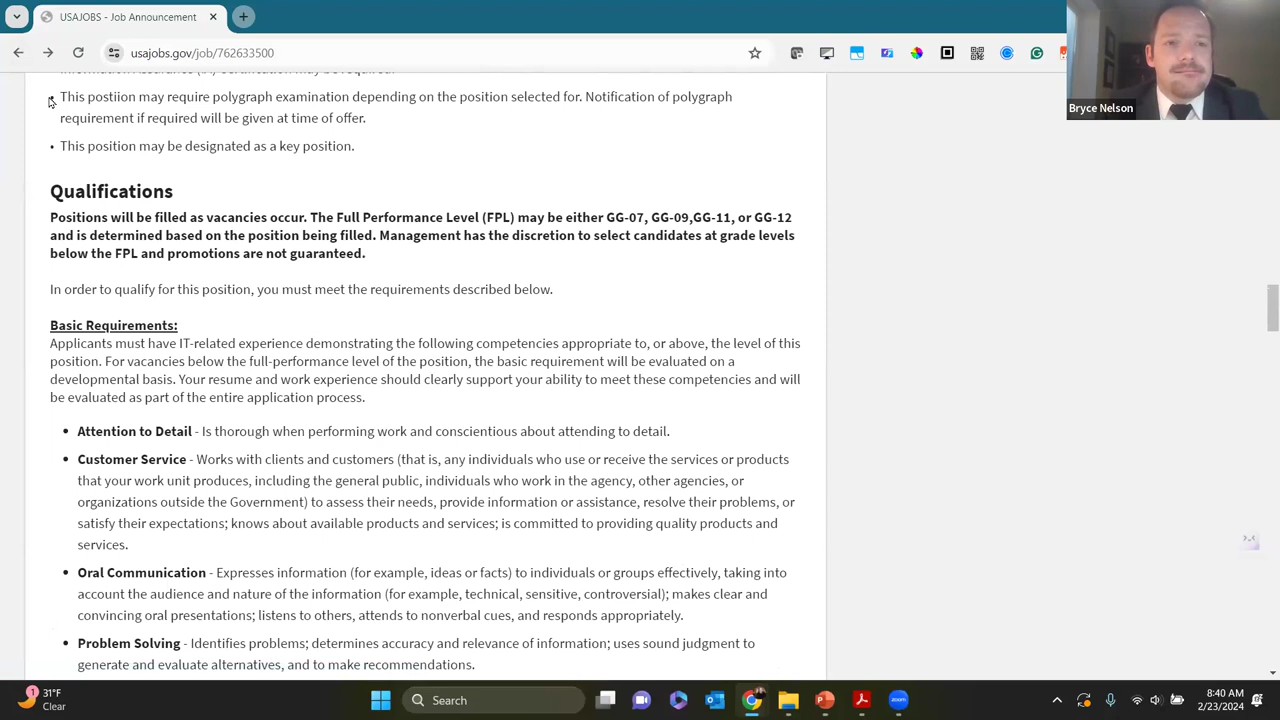 USAJOBS - Job Announcement
usajobs.gov/job/762633500
Bryce Nelson
Information Assurance (IA) certification may be required.
• This postiion may require polygraph examination depending on the position selected for. Notification of polygraph
requirement if required will be given at time of offer.
• This position may be designated as a key position.
Qualifications
Positions will be filled as vacancies occur. The Full Performance Level (FPL) may be either GG-07, GG-09,GG-11, or GG-12
and is determined based on the position being filled. Management has the discretion to select candidates at grade levels
below the FPL and promotions are not guaranteed.
In order to qualify for this position, you must meet the requirements described below.
Basic Requirements:
Applicants must have IT-related experience demonstrating the following competencies appropriate to, or above, the level of this
position. For vacancies below the full-performance level of the position, the basic requirement will be evaluated on a
developmental basis. Your resume and work experience should clearly support your ability to meet these competencies and will
be evaluated as part of the entire application process.
• Attention to Detail - Is thorough when performing work and conscientious about attending to detail.
• Customer Service - Works with clients and customers (that is, any individuals who use or receive the services or products
that your work unit produces, including the general public, individuals who work in the agency, other agencies, or
organizations outside the Government) to assess their needs, provide information or assistance, resolve their problems, or
satisfy their expectations; knows about available products and services; is committed to providing quality products and
services.
• Oral Communication - Expresses information (for example, ideas or facts) to individuals or groups effectively, taking into
account the audience and nature of the information (for example, technical, sensitive, controversial); makes clear and
convincing oral presentations; listens to others, attends to nonverbal cues, and responds appropriately.
• Problem Solving - Identifies problems; determines accuracy and relevance of information; uses sound judgment to
generate and evaluate alternatives, and to make recommendations.
1
31°F
Clear
Search
zoom
8:40 AM
2/23/2024